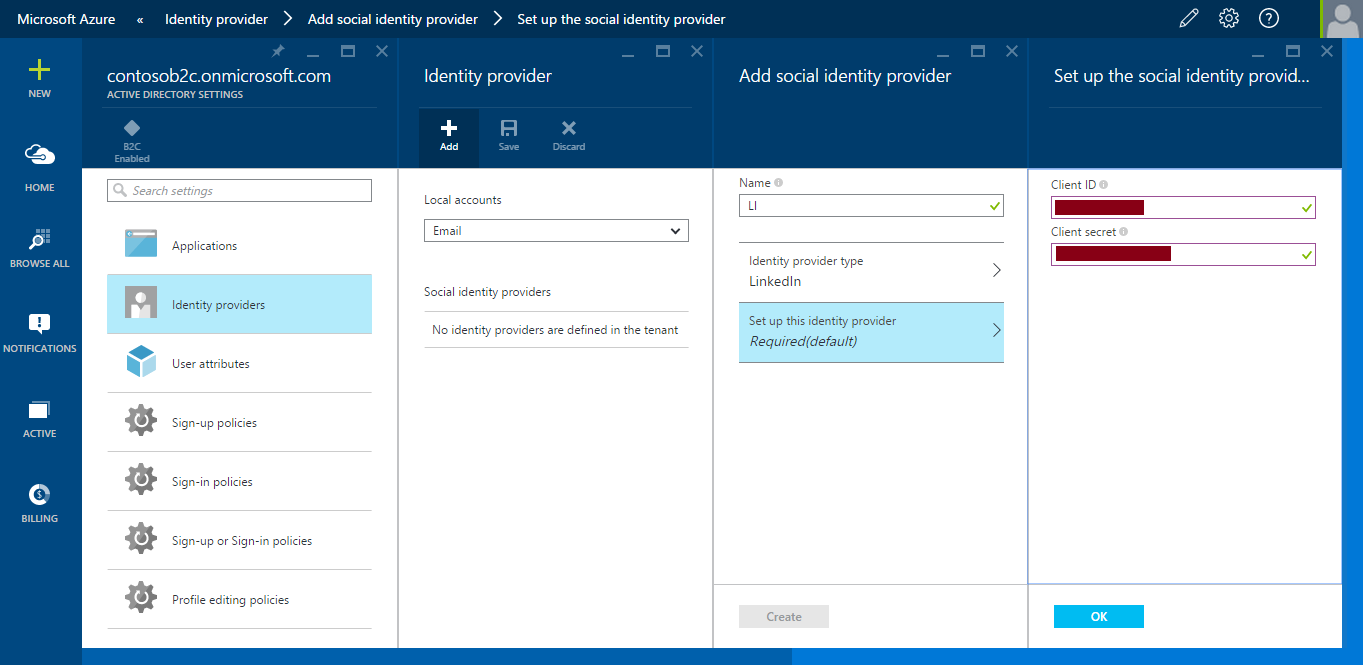 Microsoft Azure « Identity provider > Add social identity provider > Set up the social identity provider
NEW
HOME
BROWSE ALL
NOTIFICATIONS
ACTIVE
BILLING
contosob2c.onmicrosoft.com
ACTIVE DIRECTORY SETTINGS
B2C
Enabled
Search settings
Applications
Identity providers
User attributes
Sign-up policies
Sign-in policies
Sign-up or Sign-in policies
Profile editing policies
Identity provider
Add Save Discard
Local accounts
Email
Social identity providers
No identity providers are defined in the tenant
Add social identity provider
Name
LI
Identity provider type
LinkedIn
Set up this identity provider
Required(default)
Create
Set up the social identity provid...
Client ID
Client secret
OK